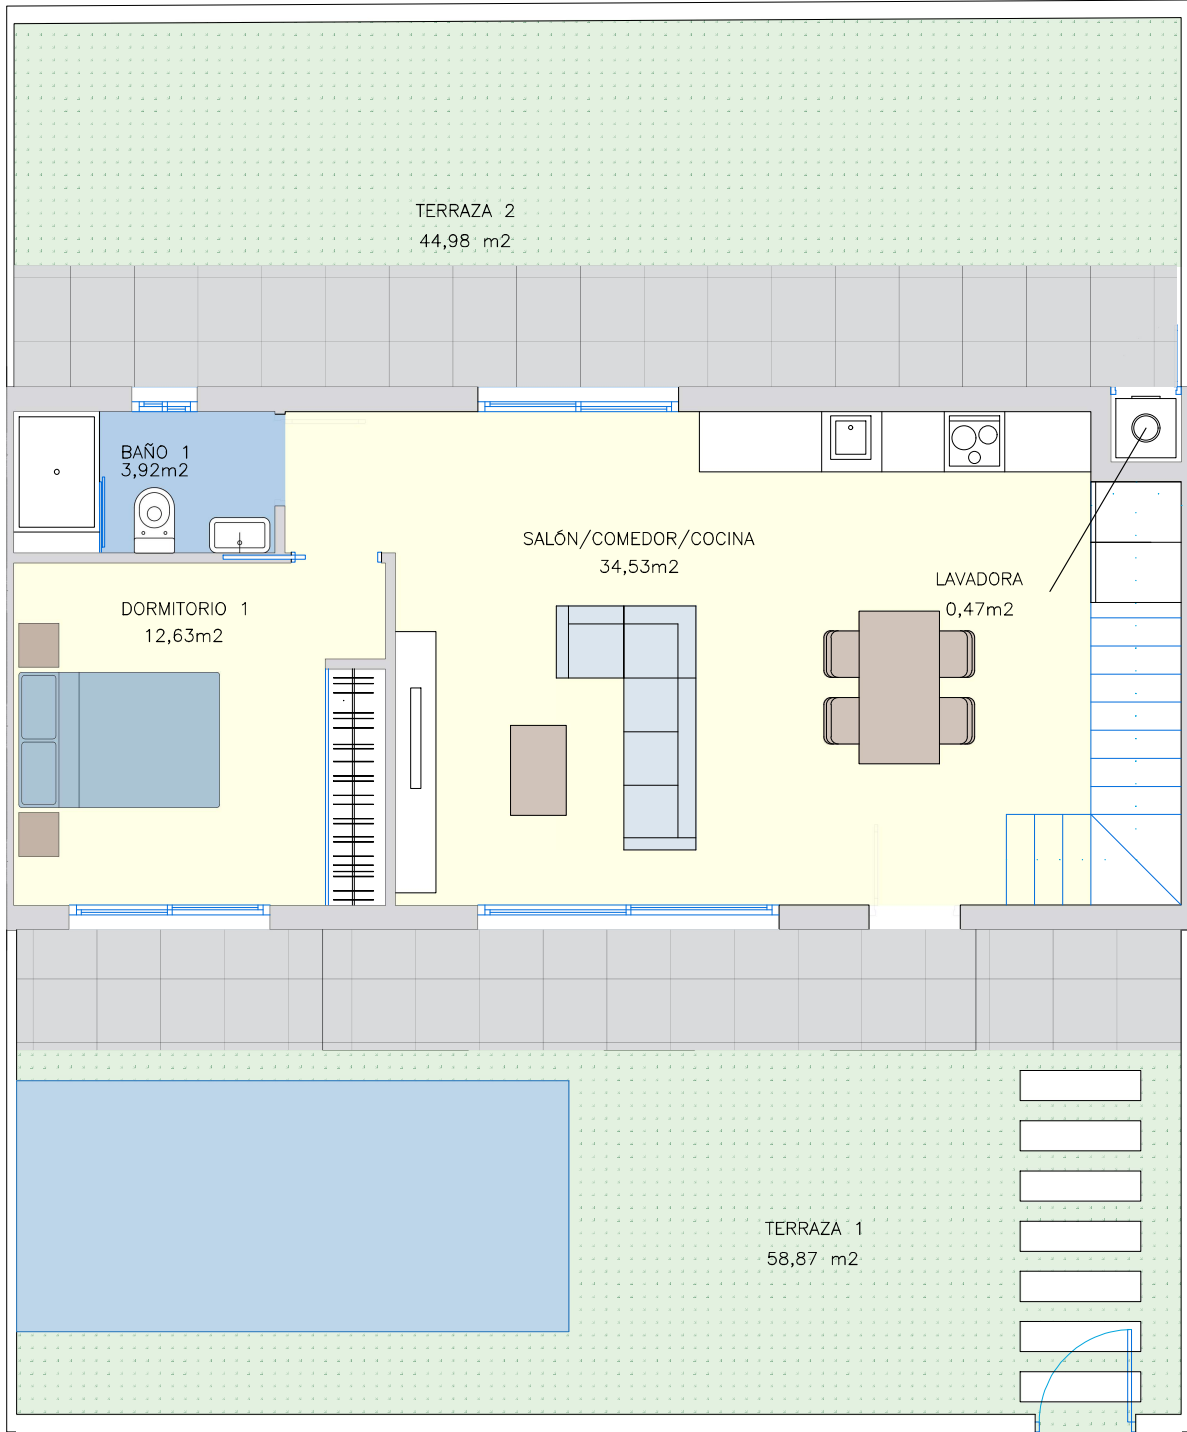 TERRAZA 2
44,98 m2
BAÑO 1
3,92m2
SALÓN/COMEDOR/COCINA
34,53m2
LAVADORA
0,47m2
DORMITORIO 1
12,63m2
TERRAZA 1
58,87 m2